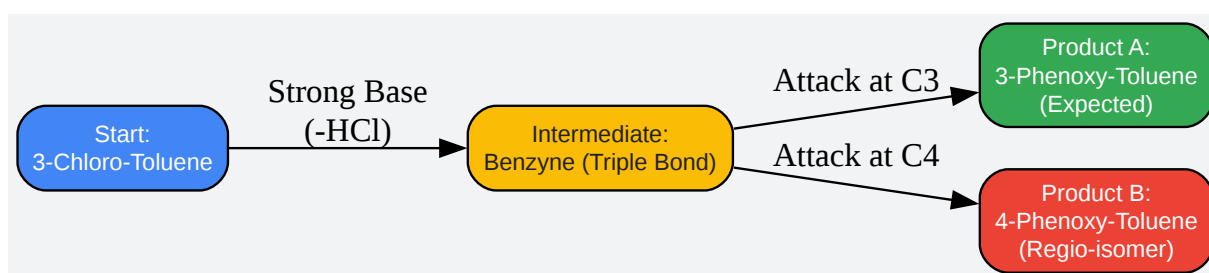 Start:
3-Chloro-Toluene
Strong Base
(-HCl)
Intermediate:
Benzyne (Triple Bond)
Attack at C3
Attack at C4
Product A:
3-Phenoxy-Toluene
(Expected)
Product B:
4-Phenoxy-Toluene
(Regio-isomer)